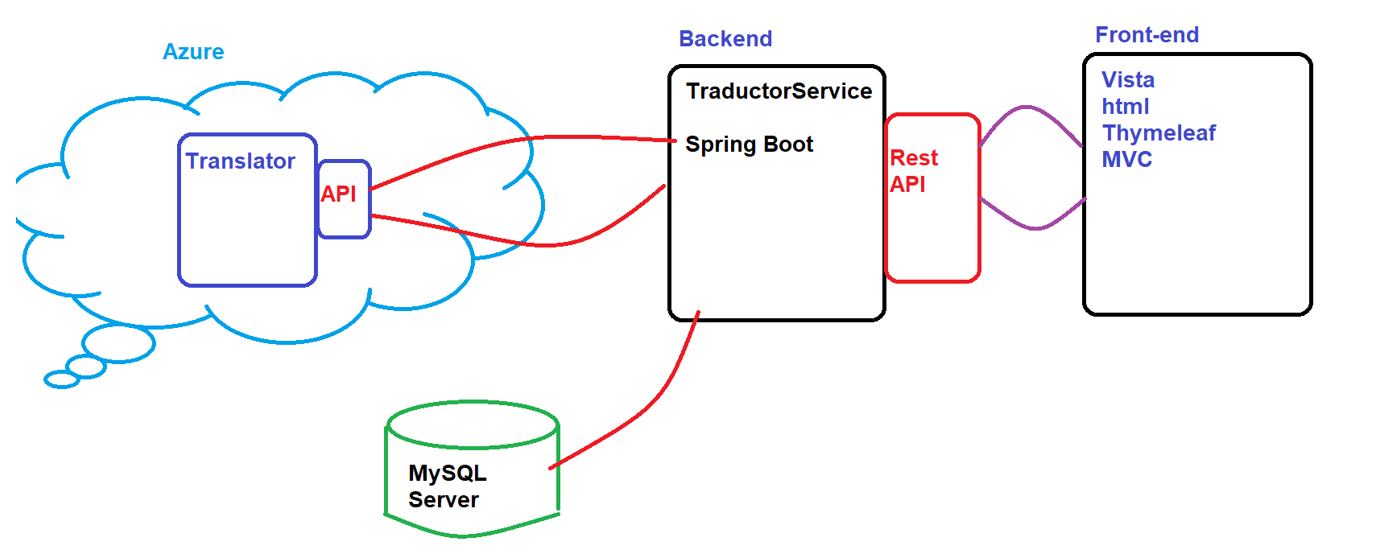 Azure
Translator
API
Backend
TraductorService
Spring Boot
Rest
API
Front-end
Vista
html
Thymeleaf
MVC
MySQL
Server